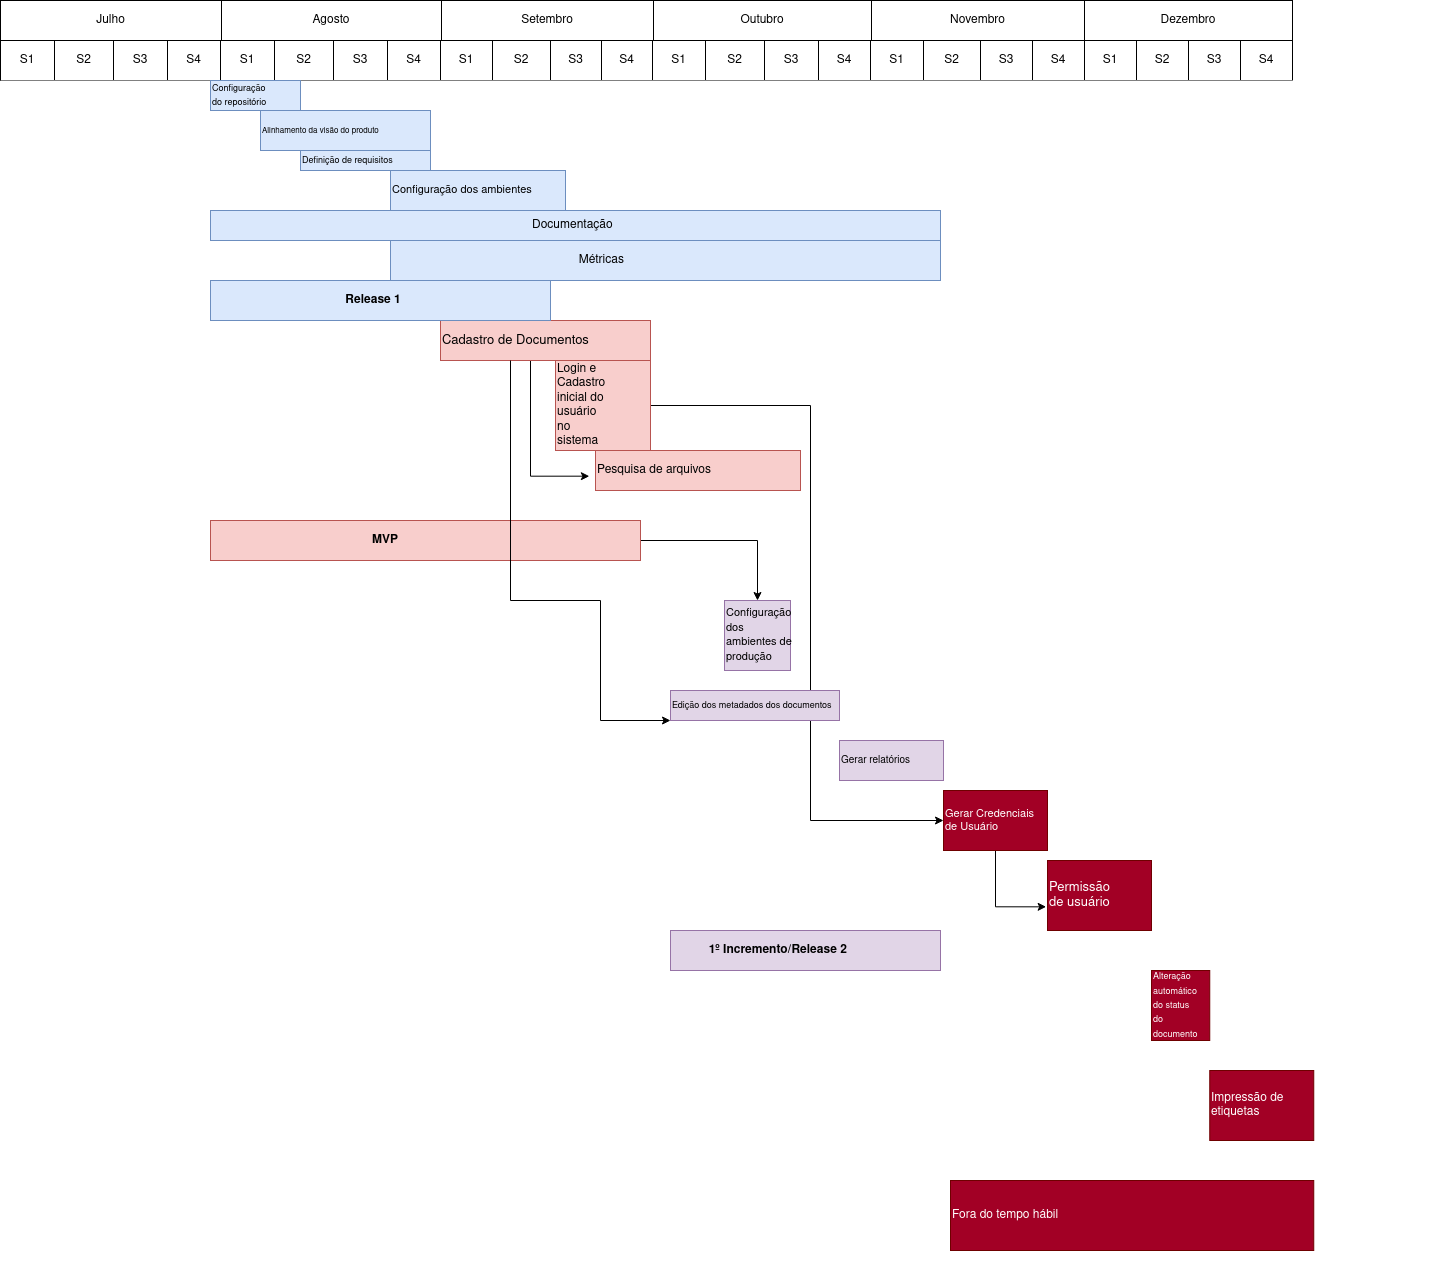 Julho Agosto Setembro Outubro Novembro Dezembro
S1 S2 S3 S4 S1 S2 S3 S4 S1 S2 S3 S4 S1 S2 S3 S4 S1 S2 S3 S4 S1 S2 S3 S4
Configuração
do repositório
Alinhamento da visão do produto
Definição de requisitos
Configuração dos ambientes
Documentação
Métricas
Release 1
Cadastro de Documentos
Login e
Cadastro
inicial do
usuário
no
sistema
Pesquisa de arquivos
MVP
Configuração
dos
ambientes de
produção
Edição dos metadados dos documentos
Gerar relatórios
Gerar Credenciais
de Usuário
Permissão
de usuário
1º Incremento/Release 2
Alteração
automático
do status
do
documento
Impressão de
etiquetas
Fora do tempo hábil